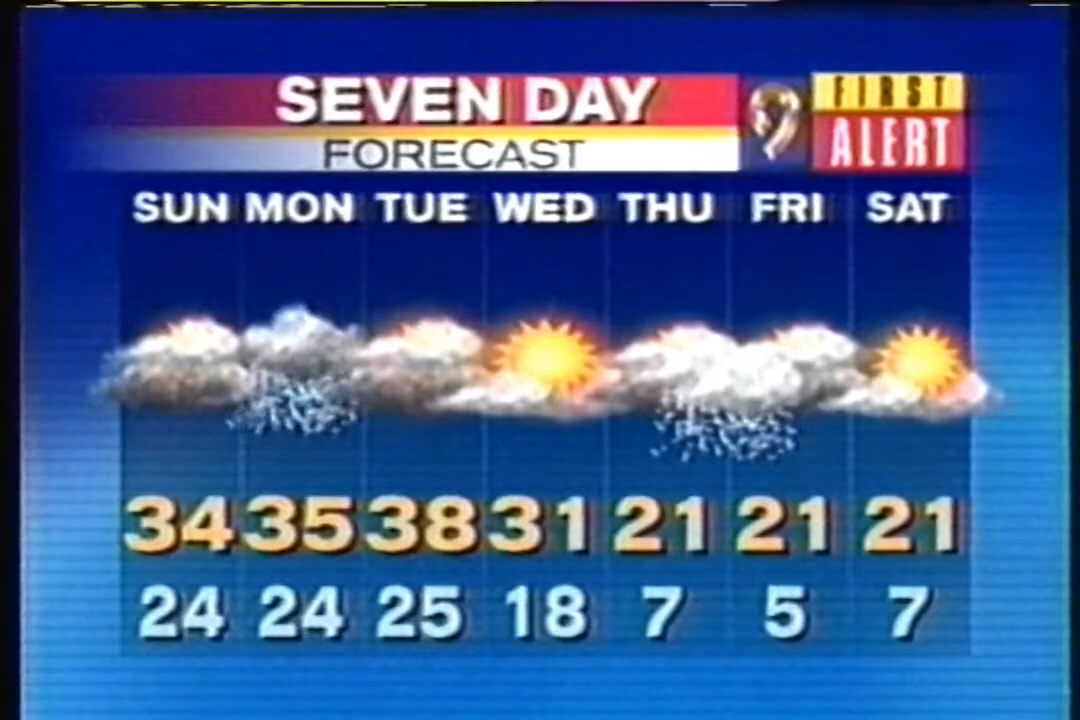 SEVEN DAY
FORECAST
9
FIRST
ALERT
SUN MON TUE WED THU FRI SAT
34 35 38 31 21 21 21
24 24 25 18 7 5 7